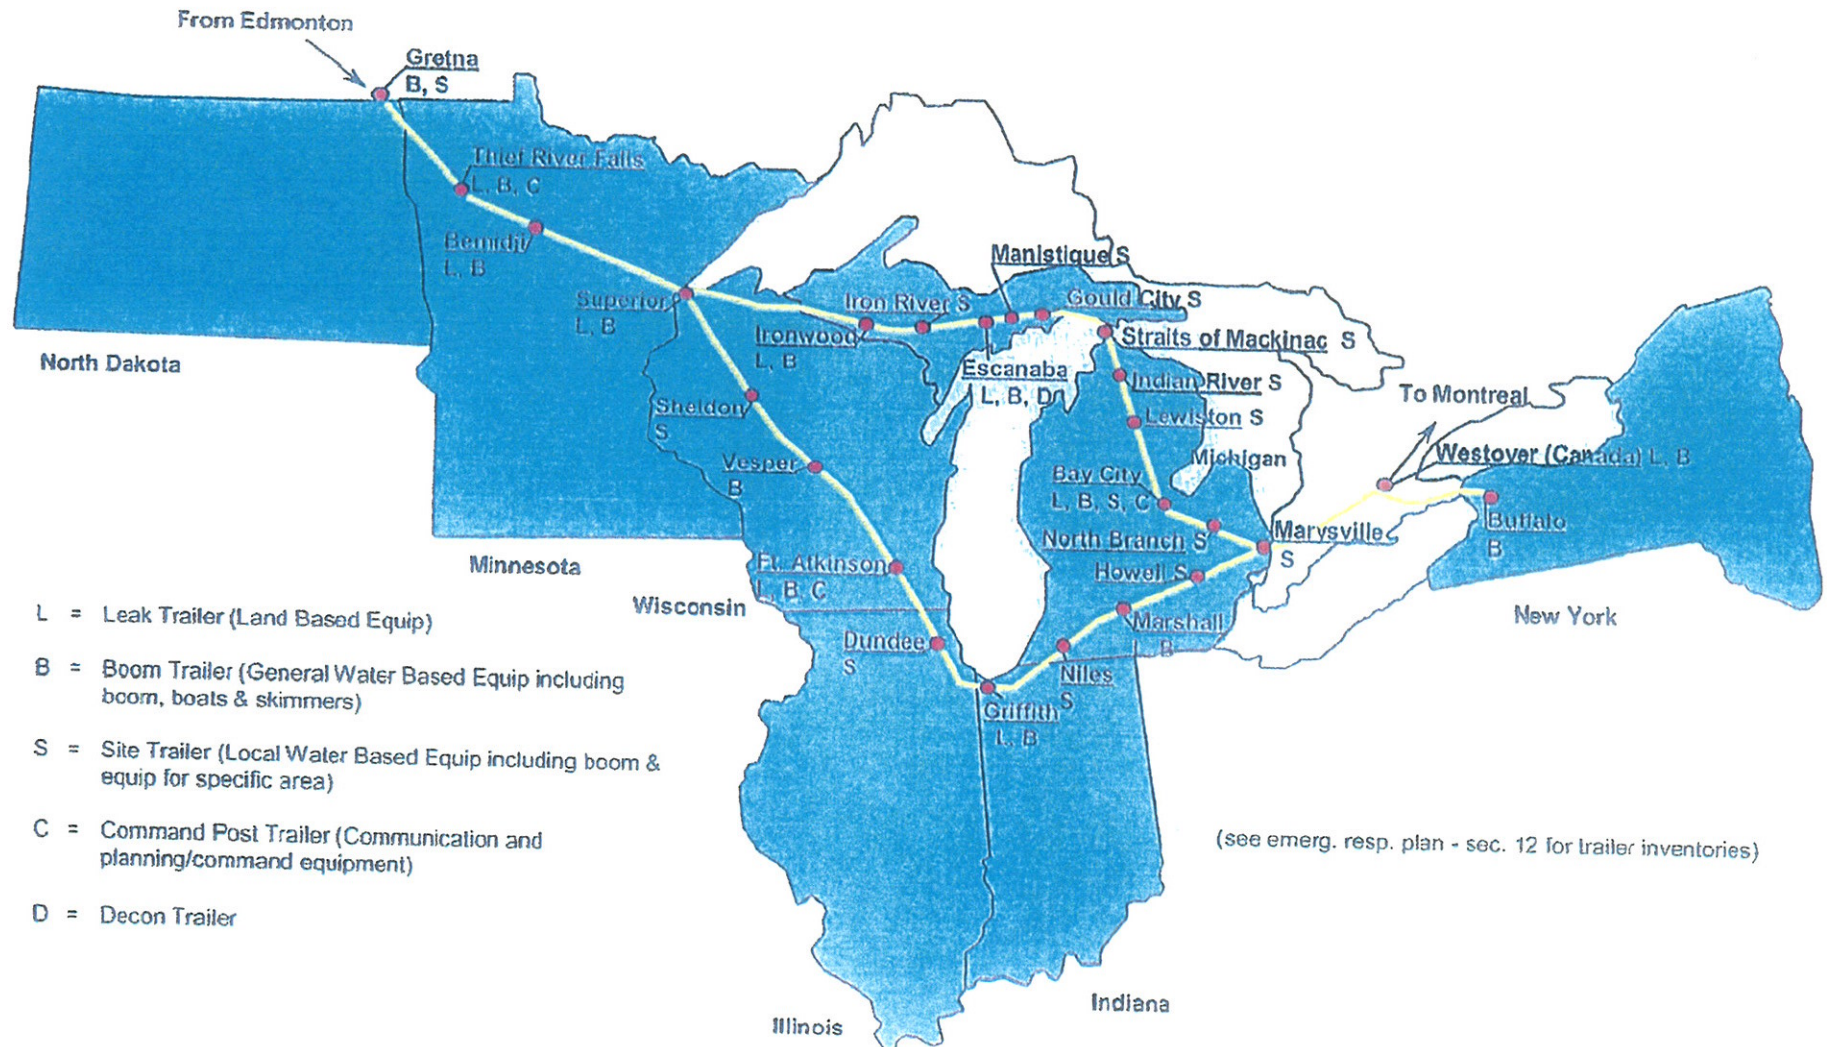 From Edmonton
Gretna
B, S
Thief River Falls
L, B, C
Bemidji
L, B
Superior
L, B
Ironwood
L, B
Iron River S
Manistique S
Gould City S
Straits of Mackinac S
Escanaba
L, B, D
Indian River S
Lewiston S
Michigan
Bay City
L, B, S, C
North Branch S
Marysville
S
Howell S
Marshall
L, B
Niles
S
Griffith
L, B
Sheldon
S
Vesper
B
Ft. Atkinson
L, B, C
Dundee
S
To Montreal
Westover (Canada) L, B
Buffalo
B
North Dakota
Minnesota
Wisconsin
New York
Illinois
Indiana
L = Leak Trailer (Land Based Equip)
B = Boom Trailer (General Water Based Equip including
boom, boats & skimmers)
S = Site Trailer (Local Water Based Equip including boom &
equip for specific area)
C = Command Post Trailer (Communication and
planning/command equipment)
D = Decon Trailer
(see emerg. resp. plan - sec. 12 for trailer inventories)